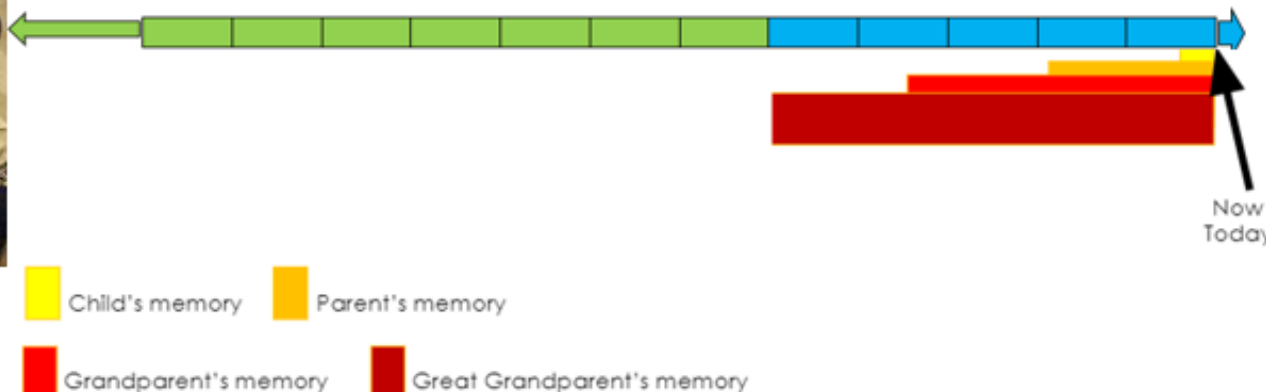 Now
Today
Child's memory
Parent's memory
Grandparent's memory
Great Grandparent's memory